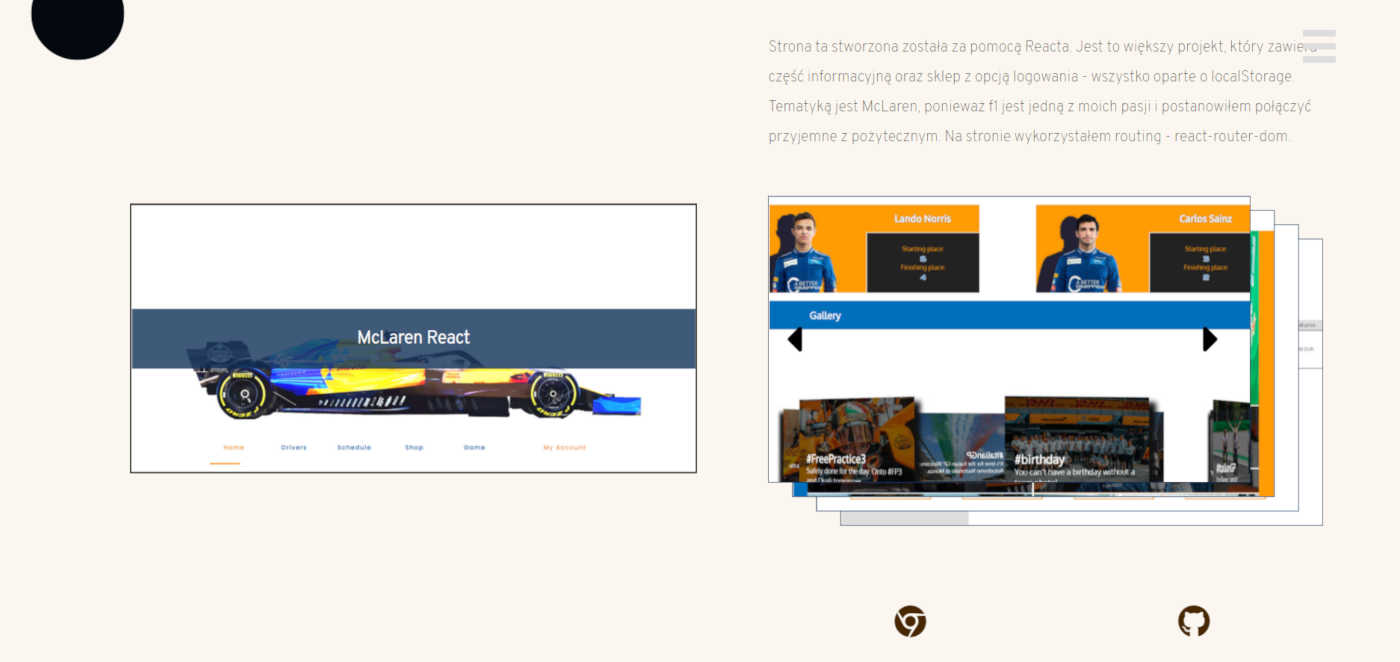 Strona ta stworzona została za pomocą Reacta. Jest to większy projekt, który zawiera
część informacyjną oraz sklep z opcją logowania - wszystko oparte o localStorage.
Tematyką jest McLaren, ponieważ f1 jest jedną z moich pasji i postanowiłem połączyć
przyjemne z pożytecznym. Na stronie wykorzystałem routing - react-router-dom.
McLaren React
Home Drivers Schedule Shop Game My Account
Lando Norris
Starting place
Finishing place
Carlos Sainz
Starting place
Finishing place
Gallery
#FreePractice3
Safely done for the day. Onto #FP3
#birthday
You can't have a birthday without a